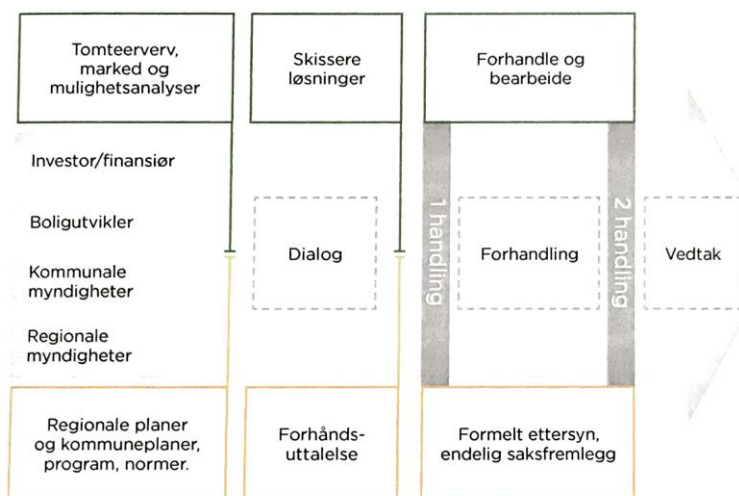 Tomteerverv,
marked og
mulighetsanalyser
Skissere
løsninger
Forhandle og
bearbeide
Investor/finansiør
Boligutvikler
Kommunale
myndigheter
Regionale
myndigheter
Dialog
1 handling
Forhandling
2 handling
Vedtak
Regionale planer
og kommuneplaner,
program, normer.
Forhånds-
uttalelse
Formelt ettersyn,
endelig saksfremlegg